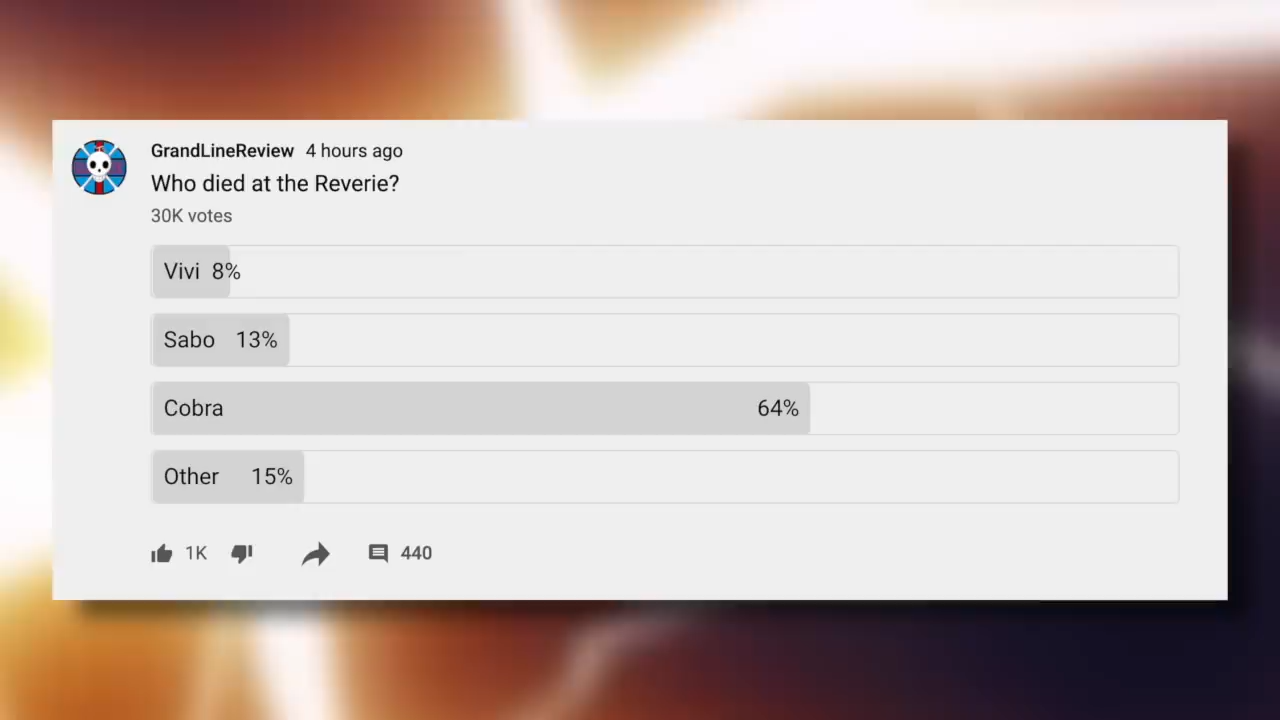 GrandLineReview 4 hours ago
Who died at the Reverie?
30K votes
Vivi 8%
Sabo 13%
Cobra 64%
Other 15%
1K 440